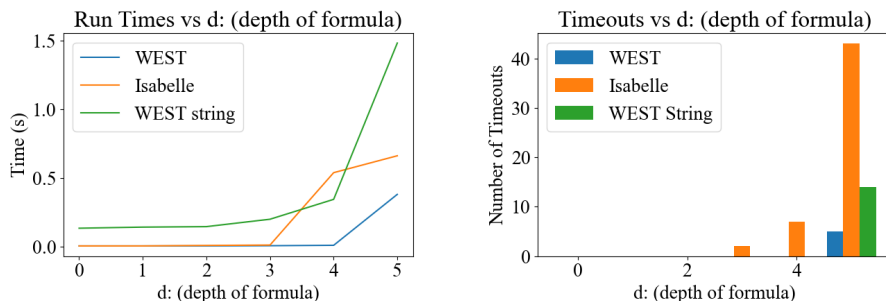 Run Times vs d: (depth of formula)
Time (s)
1.5
1.0
0.5
0.0
WEST
Isabelle
WEST string
0 1 2 3 4 5
d: (depth of formula)
Timeouts vs d: (depth of formula)
Number of Timeouts
40
30
20
10
0
WEST
Isabelle
WEST String
0 2 4
d: (depth of formula)